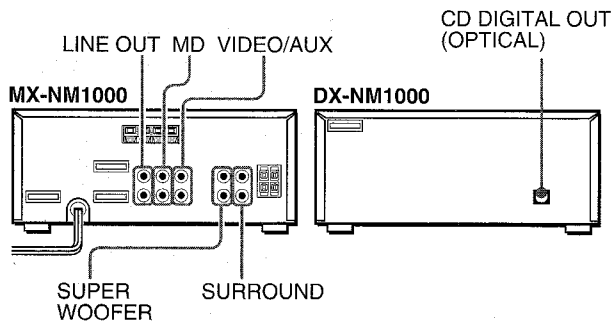 CD DIGITAL OUT
(OPTICAL)
LINE OUT MD VIDEO/AUX
MX-NM1000
DX-NM1000
SUPER
WOOFER
SURROUND